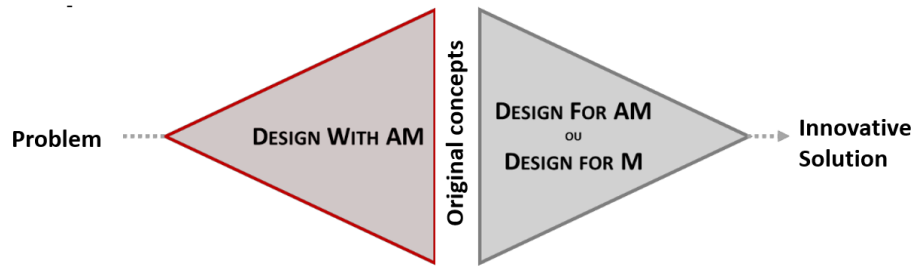 Problem
DESIGN WITH AM
Original concepts
DESIGN FOR AM
OU
DESIGN FOR M
Innovative
Solution